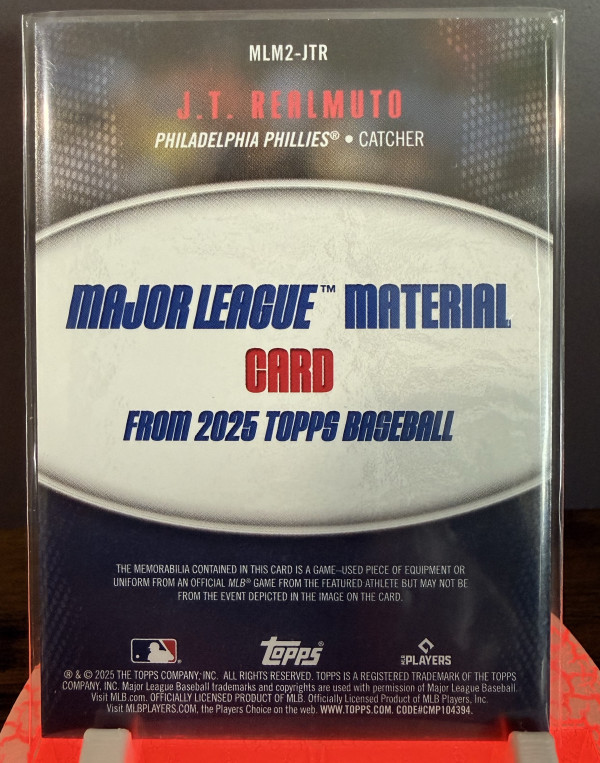 MLM2-JTR
J.T. REALMUTO
PHILADELPHIA PHILLIES® • CATCHER
MAJOR LEAGUE™ MATERIAL
CARD
FROM 2025 TOPPS BASEBALL
THE MEMORABILIA CONTAINED IN THIS CARD IS A GAME-USED PIECE OF EQUIPMENT OR
UNIFORM FROM AN OFFICIAL MLB® GAME FROM THE FEATURED ATHLETE BUT MAY NOT BE
FROM THE EVENT DEPICTED IN THE IMAGE ON THE CARD.
Topps® MLB PLAYERS
® & © 2025 THE TOPPS COMPANY, INC. ALL RIGHTS RESERVED. TOPPS IS A REGISTERED TRADEMARK OF THE TOPPS
COMPANY, INC. Major League Baseball trademarks and copyrights are used with permission of Major League Baseball.
Visit MLB.com. OFFICIALLY LICENSED PRODUCT OF MLB. Officially Licensed Product of MLB Players, Inc.
Visit MLBPLAYERS.COM, the Players Choice on the web. WWW.TOPPS.COM. CODE#CMP104394.